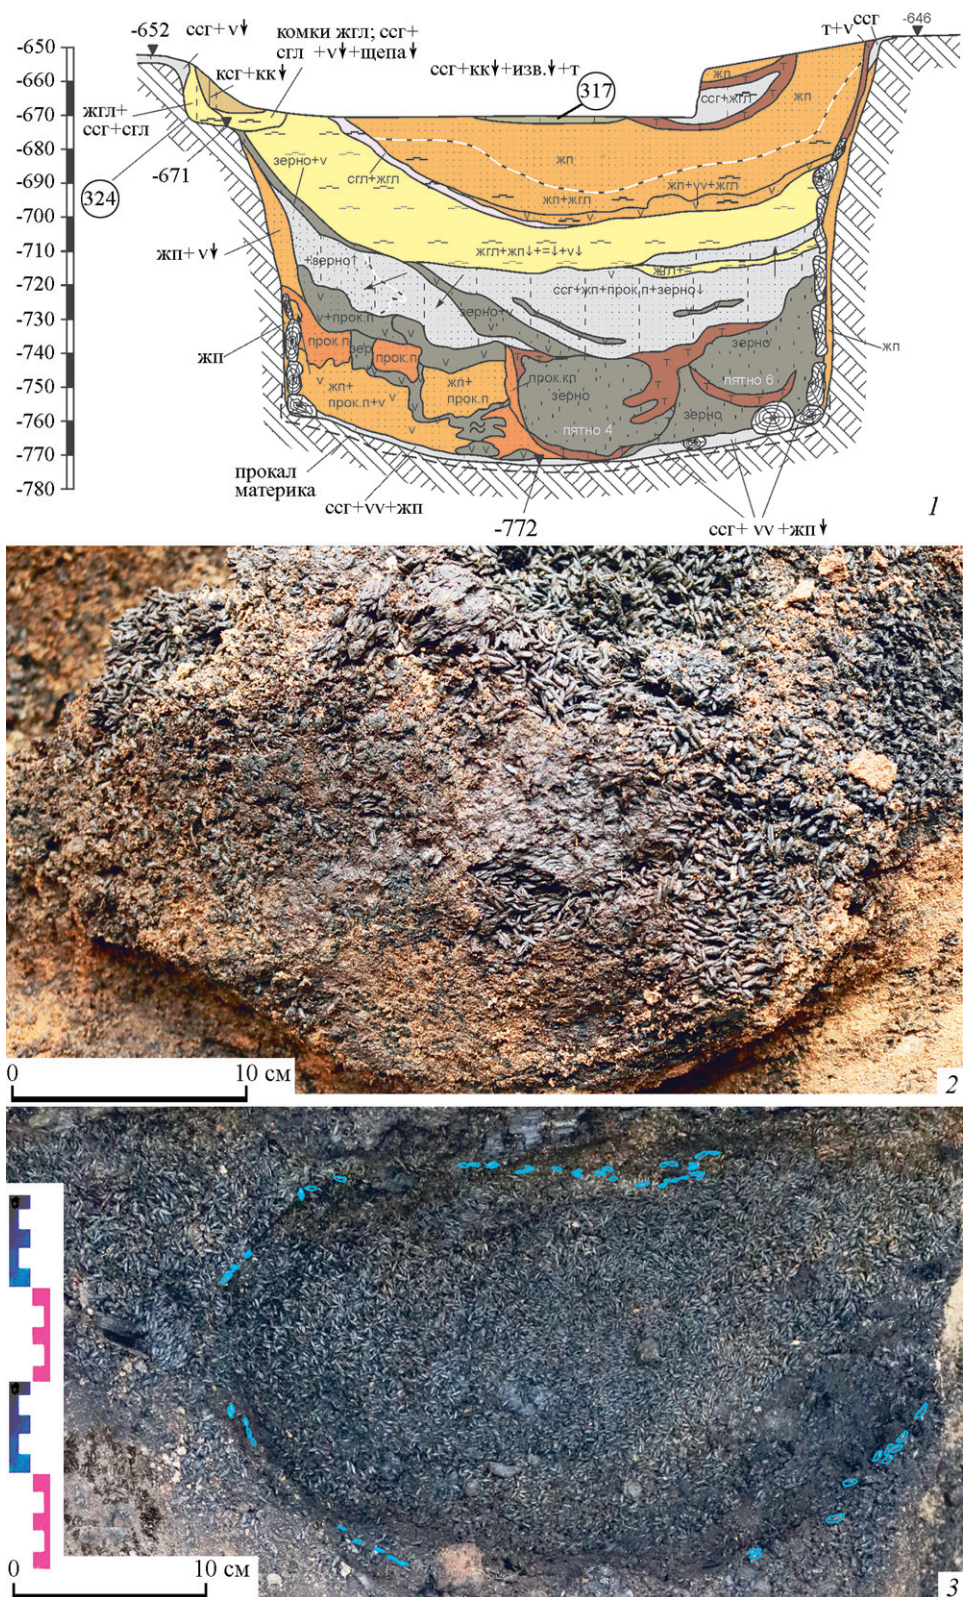 -652
ссг+v↓
комки жгл; ссг+
сгл +v↓+щепа↓
ксг+кк↓
ссг+кк↓+изв.↓+т
317
т+v
ссг
-646
-650
-660
-670
-680
-690
-700
-710
-720
-730
-740
-750
-760
-770
-780
жгл+
ссг+сгл
324
-671
жп
т
ссг+жгл
т
жп
зерно+v
сгл+жгл
жп
жп+vv+жгл
жп+жгл
жп+v↓
+зерно↑
жгл+жп↓+=↓+v↓
жгл+=
ссг+жп+прок.п+зерно↓
v+прок.п
зерно+v
прок.п
зер
прок.п
жп
жп
зерно
жп+
прок.п+v
жп+
прок.п
прок.кп
зерно
пятно 6
пятно 4
зерно
прокал
материка
ссг+vv+жп
-772
ссг+ vv +жп↓
1
0 10 см
2
0 10 см
3